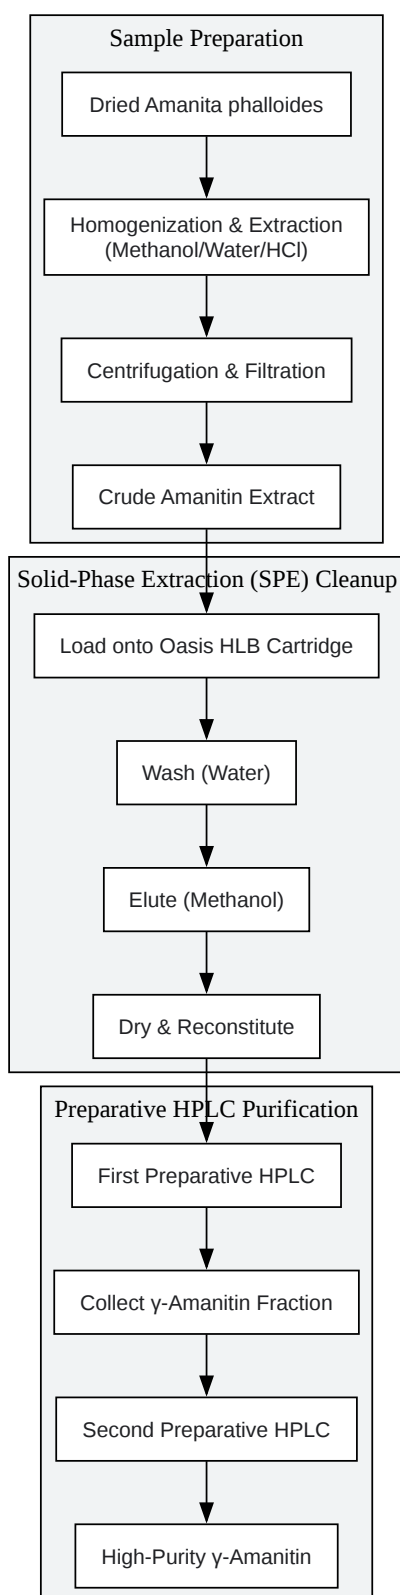 Sample Preparation
Dried Amanita phalloides
Homogenization & Extraction
(Methanol/Water/HCl)
Centrifugation & Filtration
Crude Amanitin Extract
Solid-Phase Extraction (SPE) Cleanup
Load onto Oasis HLB Cartridge
Wash (Water)
Elute (Methanol)
Dry & Reconstitute
Preparative HPLC Purification
First Preparative HPLC
Collect γ-Amanitin Fraction
Second Preparative HPLC
High-Purity γ-Amanitin